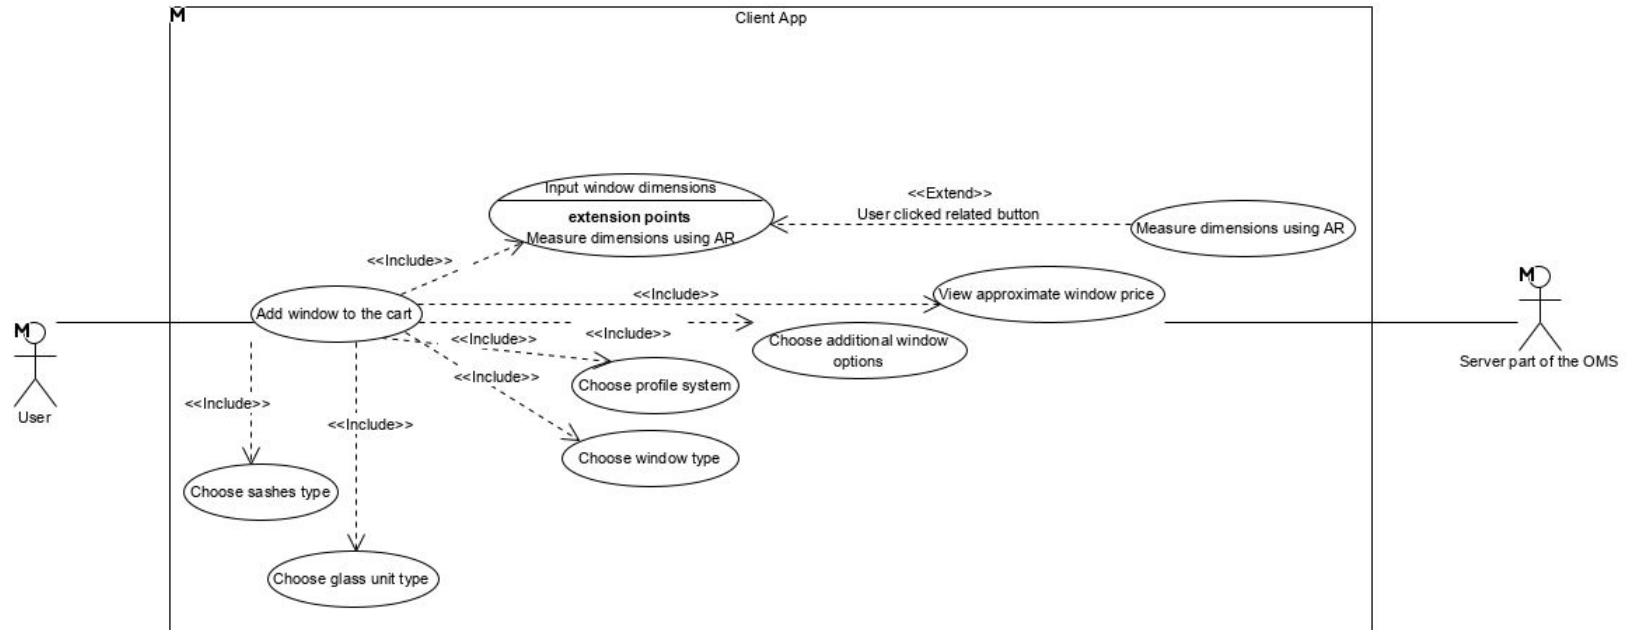 M
Client App
Input window dimensions
extension points
Measure dimensions using AR
<<Extend>>
User clicked related button
Measure dimensions using AR
<<Include>>
<<Include>>
View approximate window price
M
Server part of the OMS
Add window to the cart
M
User
<<Include>>
Choose additional window
options
<<Include>>
Choose profile system
<<Include>>
Choose window type
<<Include>>
Choose sashes type
<<Include>>
Choose glass unit type